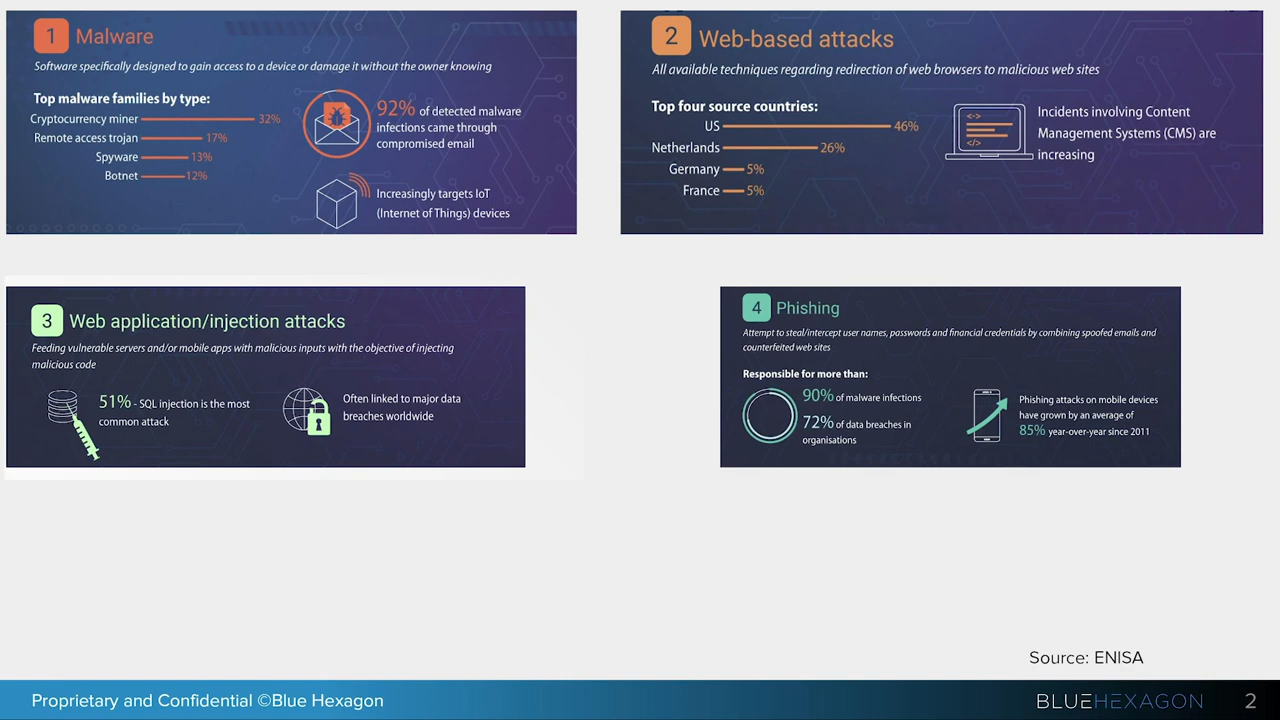 1 Malware
Software specifically designed to gain access to a device or damage it without the owner knowing
Top malware families by type:
Cryptocurrency miner 32%
Remote access trojan 17%
Spyware 13%
Botnet 12%
92% of detected malware
infections came through
compromised email
Increasingly targets IoT
(Internet of Things) devices
2 Web-based attacks
All available techniques regarding redirection of web browsers to malicious web sites
Top four source countries:
US 46%
Netherlands 26%
Germany 5%
France 5%
<->
</>
Incidents involving Content
Management Systems (CMS) are
increasing
3 Web application/injection attacks
Feeding vulnerable servers and/or mobile apps with malicious inputs with the objective of injecting
malicious code
51% - SQL injection is the most
common attack
Often linked to major data
breaches worldwide
4 Phishing
Attempt to steal/intercept user names, passwords and financial credentials by combining spoofed emails and
counterfeited web sites
Responsible for more than:
90% of malware infections
72% of data breaches in
organisations
Phishing attacks on mobile devices
have grown by an average of
85% year-over-year since 2011
Source: ENISA
Proprietary and Confidential ©Blue Hexagon
BLUEHEXAGON
2